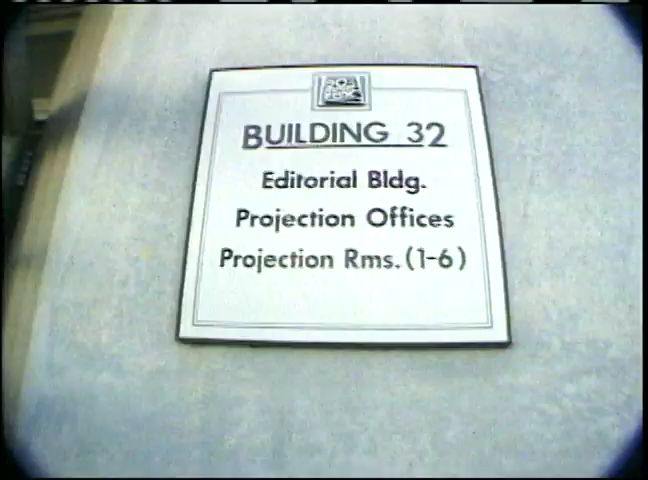 BUILDING 32
Editorial Bldg.
Projection Offices
Projection Rms. (1-6)